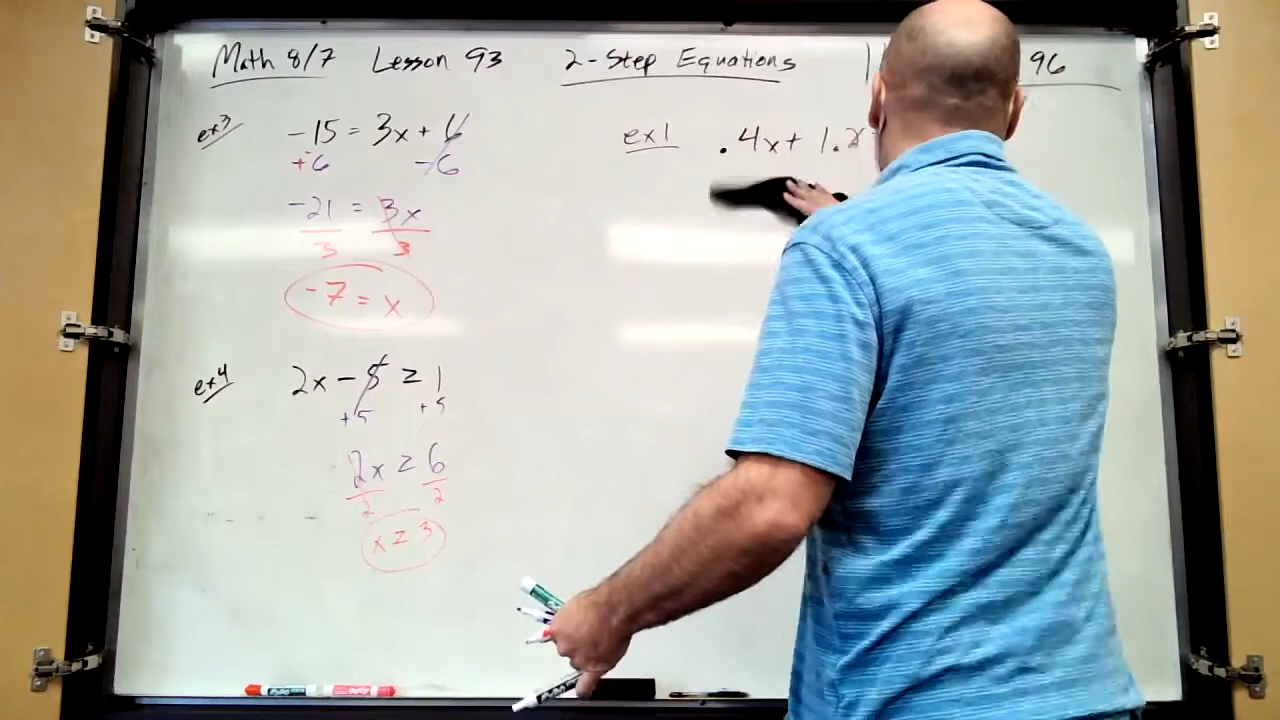 Math 8/7 Lesson 93 2-Step Equations 96
ex3 -15 = 3x + 6
+6 -6
-21 = 3x
3 3
-7 = x
ex4 2x - 5 ≥ 1
+5 +5
2x ≥ 6
2 2
x ≥ 3
ex1 .4x + 1.2